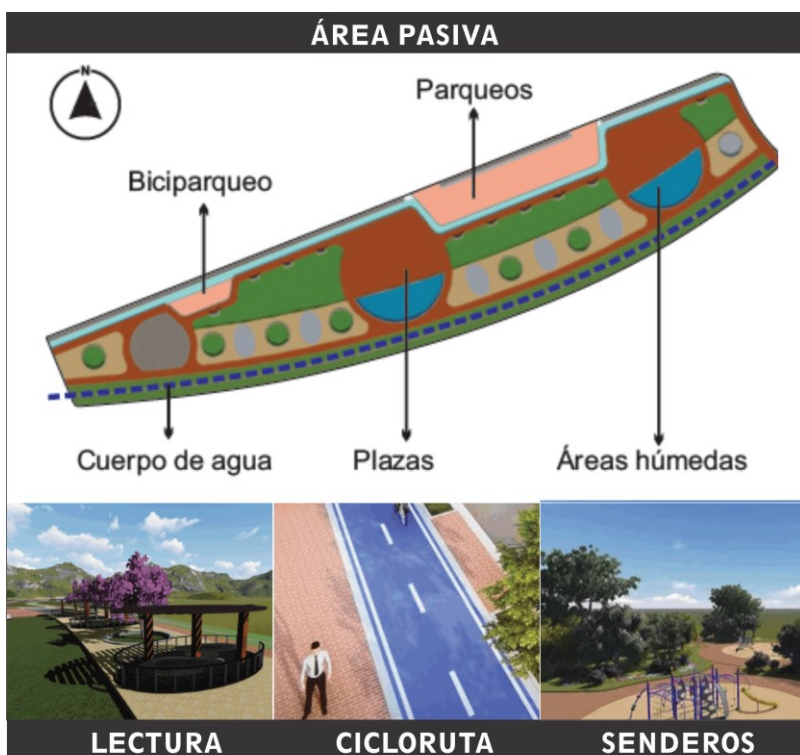 ÁREA PASIVA
N
Parqueos
Biciparqueo
Cuerpo de agua
Plazas
Áreas húmedas
LECTURA
CICLORUTA
SENDEROS